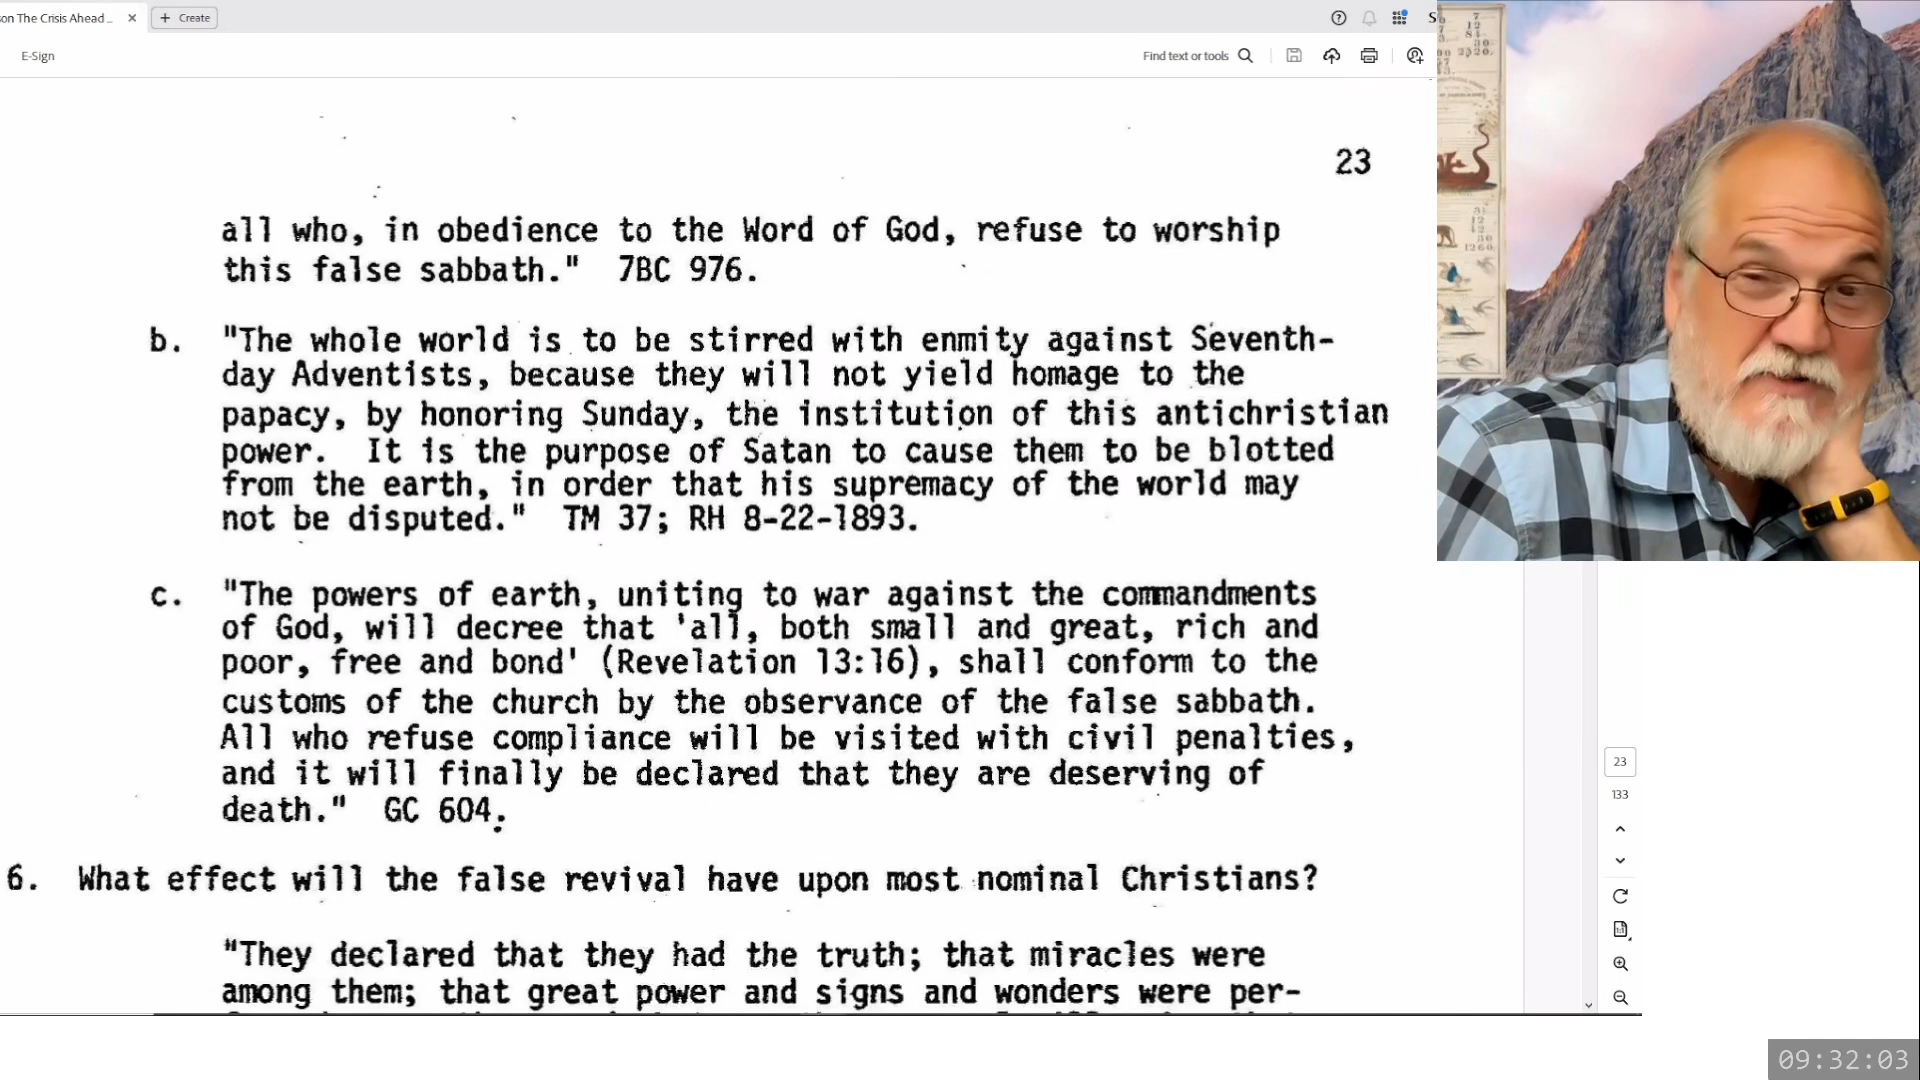 on The Crisis Ahead ...
Create
E-Sign
Find text or tools
23
all who, in obedience to the Word of God, refuse to worship
this false sabbath." 7BC 976.
b. "The whole world is to be stirred with enmity against Seventh-
day Adventists, because they will not yield homage to the
papacy, by honoring Sunday, the institution of this antichristian
power. It is the purpose of Satan to cause them to be blotted
from the earth, in order that his supremacy of the world may
not be disputed." TM 37; RH 8-22-1893.
c. "The powers of earth, uniting to war against the commandments
of God, will decree that 'all, both small and great, rich and
poor, free and bond' (Revelation 13:16), shall conform to the
customs of the church by the observance of the false sabbath.
All who refuse compliance will be visited with civil penalties,
and it will finally be declared that they are deserving of
death." GC 604.
6. What effect will the false revival have upon most nominal Christians?
"They declared that they had the truth; that miracles were
among them; that great power and signs and wonders were per-
23
133
09:32:03